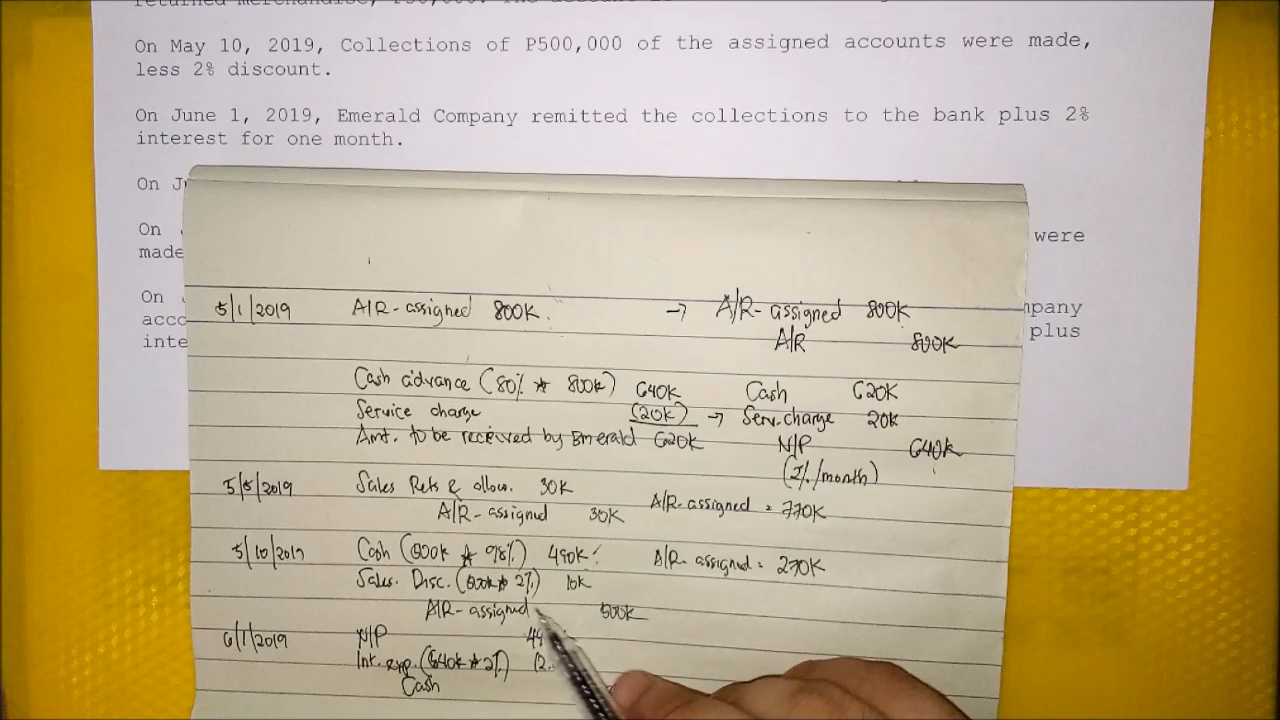 On May 10, 2019, Collections of P500,000 of the assigned accounts were made,
less 2% discount.
On June 1, 2019, Emerald Company remitted the collections to the bank plus 2%
interest for one month.
On
On were
made
On
plus
5/1/2019 A/R-assigned 800K. → A/R-assigned 800K
A/R 800K
Cash advance (80% * 800K) 640K Cash 620K
Service charge (20K) → Serv. charge 20K
Amt. to be received by Emerald 620K N/P 640K
(2%/month)
5/5/2019 Sales Rets & allow. 30K
A/R-assigned 30K A/R-assigned = 770K
5/10/2019 Cash (500K * 98%) 490K A/R-assigned = 270K
Sales. Disc. (500K * 2%) 10K
A/R-assigned 500K
6/1/2019 N/P
Int. exp. (640K * 2%)
Cash